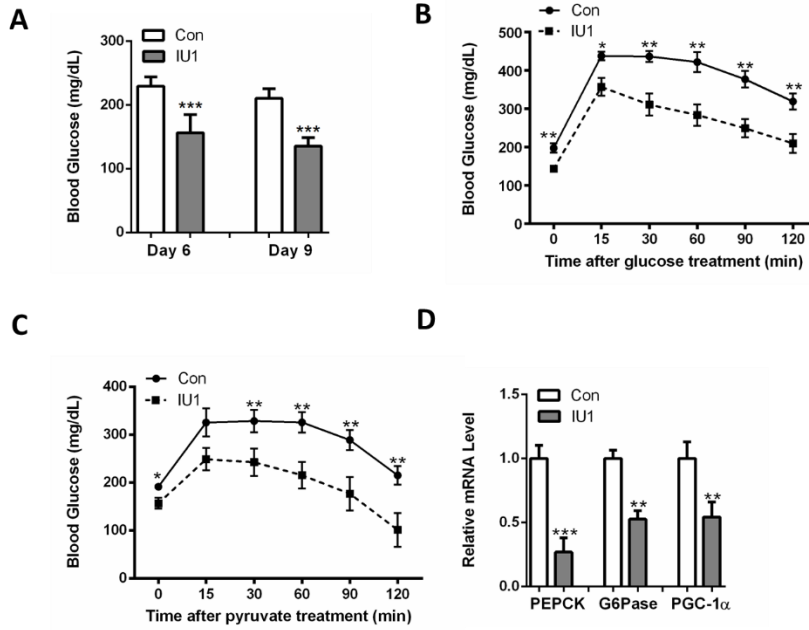 A
Con
IU1
Blood Glucose (mg/dL)
300
200
100
0
***
***
Day 6
Day 9
B
Con
IU1
Blood Glucose (mg/dL)
500
400
300
200
100
0
**
*
**
**
**
**
0 15 30 60 90 120
Time after glucose treatment (min)
C
Con
IU1
Blood Glucose (mg/dL)
400
300
200
100
0
*
**
**
**
**
0 15 30 60 90 120
Time after pyruvate treatment (min)
D
Con
IU1
Relative mRNA Level
1.5
1.0
0.5
0.0
***
**
**
PEPCK G6Pase PGC-1α